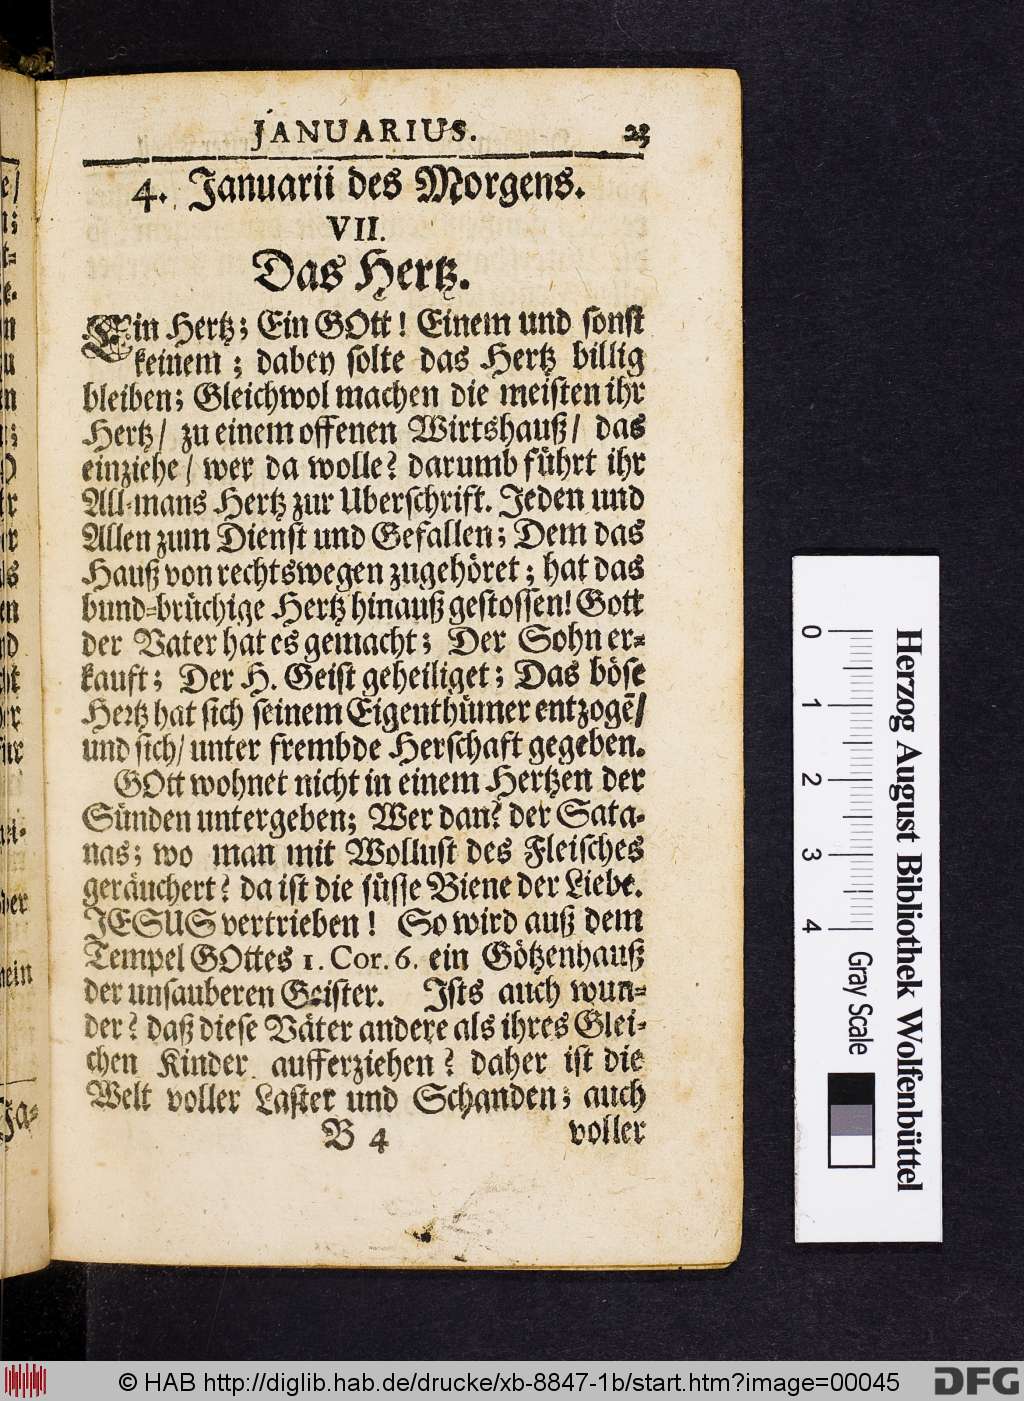 JANUARIUS. 23
4. Januarii des Morgens.
VII.
Das Hertz.
Ein Hertz; Ein GOtt! Einem und sonst
keinem; dabey solte das Hertz billig
bleiben; Gleichwol machen die meisten ihr
Hertz/ zu einem offenen Wirtshauß/ das
einziehe/ wer da wolle? darumb führt ihr
All-mans Hertz zur Uberschrift. Jeden und
Allen zum Dienst und Gefallen; Dem das
Hauß von rechtswegen zugehöret; hat das
bund-brüchige Hertz hinauß gestossen! Gott
der Vater hat es gemacht; Der Sohn er-
kauft; Der H. Geist geheiliget; Das böse
Hertz hat sich seinem Eigenthümer entzogẽ/
und sich/ unter frembde Herschaft gegeben.
GOtt wohnet nicht in einem Hertzen der
Sünden untergeben; Wer dan? der Sata-
nas; wo man mit Wollust des Fleisches
geräuchert? da ist die süsse Biene der Liebe.
JESUS vertrieben! So wird auß dem
Tempel GOttes 1. Cor. 6. ein Götzenhauß
der unsauberen Geister. Ists auch wun-
der? daß diese Väter andere als ihres Glei-
chen Kinder aufferziehen? daher ist die
Welt voller Laster und Schanden; auch
B 4 voller
0 1 2 3 4
Herzog August Bibliothek Wolfenbüttel
Gray Scale
© HAB http://diglib.hab.de/drucke/xb-8847-1b/start.htm?image=00045
DFG